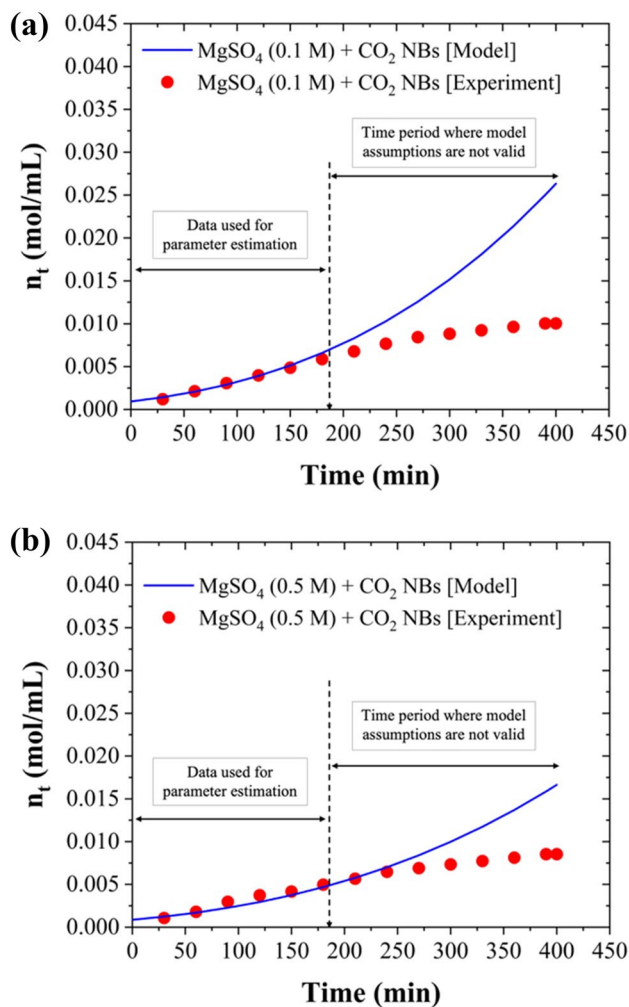 (a)
0.045
0.040
0.035
0.030
0.025
0.020
0.015
0.010
0.005
0.000
n_t (mol/mL)
MgSO₄ (0.1 M) + CO₂ NBs [Model]
MgSO₄ (0.1 M) + CO₂ NBs [Experiment]
Time period where model
assumptions are not valid
Data used for
parameter estimation
0 50 100 150 200 250 300 350 400 450
Time (min)
(b)
0.045
0.040
0.035
0.030
0.025
0.020
0.015
0.010
0.005
0.000
n_t (mol/mL)
MgSO₄ (0.5 M) + CO₂ NBs [Model]
MgSO₄ (0.5 M) + CO₂ NBs [Experiment]
Time period where model
assumptions are not valid
Data used for
parameter estimation
0 50 100 150 200 250 300 350 400 450
Time (min)